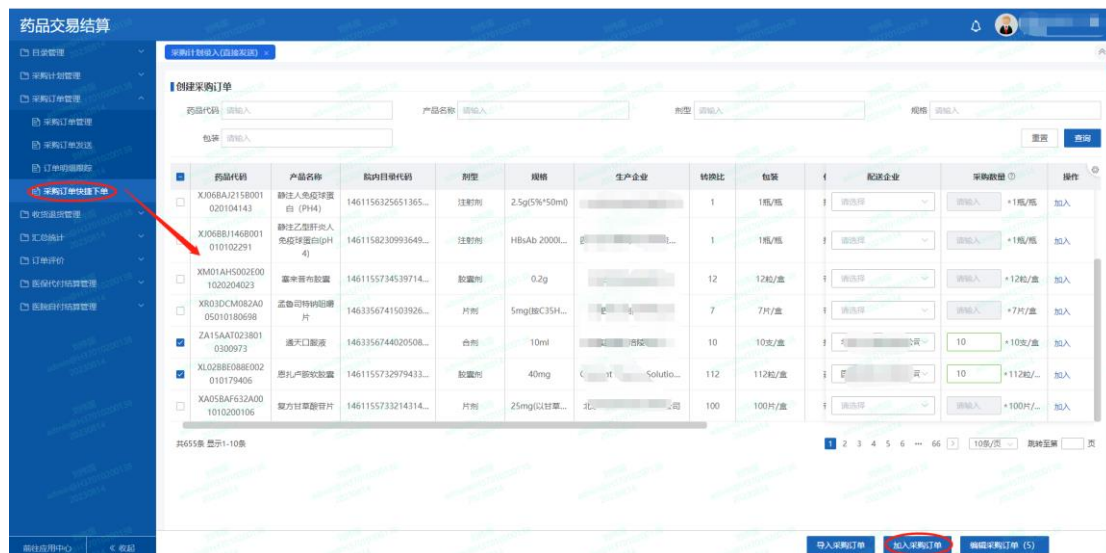 药品交易结算
目录管理
采购计划管理
采购订单管理
采购订单管理
采购订单发送
订单明细跟踪
采购订单快捷下单
收货退货管理
汇总统计
订单评价
医保代付结算管理
医院自付结算管理
前往应用中心 《 收起
采购计划录入(直接发送) ×
创建采购订单
药品代码 请输入 产品名称 请输入 剂型 请输入 规格 请输入
包装 请输入 重置 查询
药品代码 产品名称 院内目录代码 剂型 规格 生产企业 转换比 包装 配送企业 采购数量 操作
XJ06BAJ215B001020104143 静注人免疫球蛋白（PH4） 1461156325651365... 注射剂 2.5g(5%*50ml) 1 1瓶/瓶 请选择 请输入 *1瓶/瓶 加入
XJ06BBJ146B001010102291 静注乙型肝炎人免疫球蛋白(pH4) 1461158230993649... 注射剂 HBsAb 2000I... 1 1瓶/瓶 请选择 请输入 *1瓶/瓶 加入
XM01AHS002E001020204023 塞来昔布胶囊 1461155734539714... 胶囊剂 0.2g 12 12粒/盒 请选择 请输入 *12粒/盒 加入
XR03DCM082A005010180698 孟鲁司特钠咀嚼片 1463356741503926... 片剂 5mg(按C35H... 7 7片/盒 请选择 请输入 *7片/盒 加入
ZA15AAT0238010300973 通天口服液 1463356744020508... 合剂 10ml 10 10支/盒 10 *10支/盒 加入
XL02BBE088E002010179406 恩扎卢胺软胶囊 1461155732979433... 胶囊剂 40mg Solutio... 112 112粒/盒 10 *112粒/... 加入
XA05BAF632A001010200106 复方甘草酸苷片 1461155733214314... 片剂 25mg(以甘草... 100 100片/盒 请选择 请输入 *100片/... 加入
共655条 显示1-10条 1 2 3 4 5 6 ··· 66 10条/页 跳转至第 页
导入采购订单 加入采购订单 编辑采购订单（5）